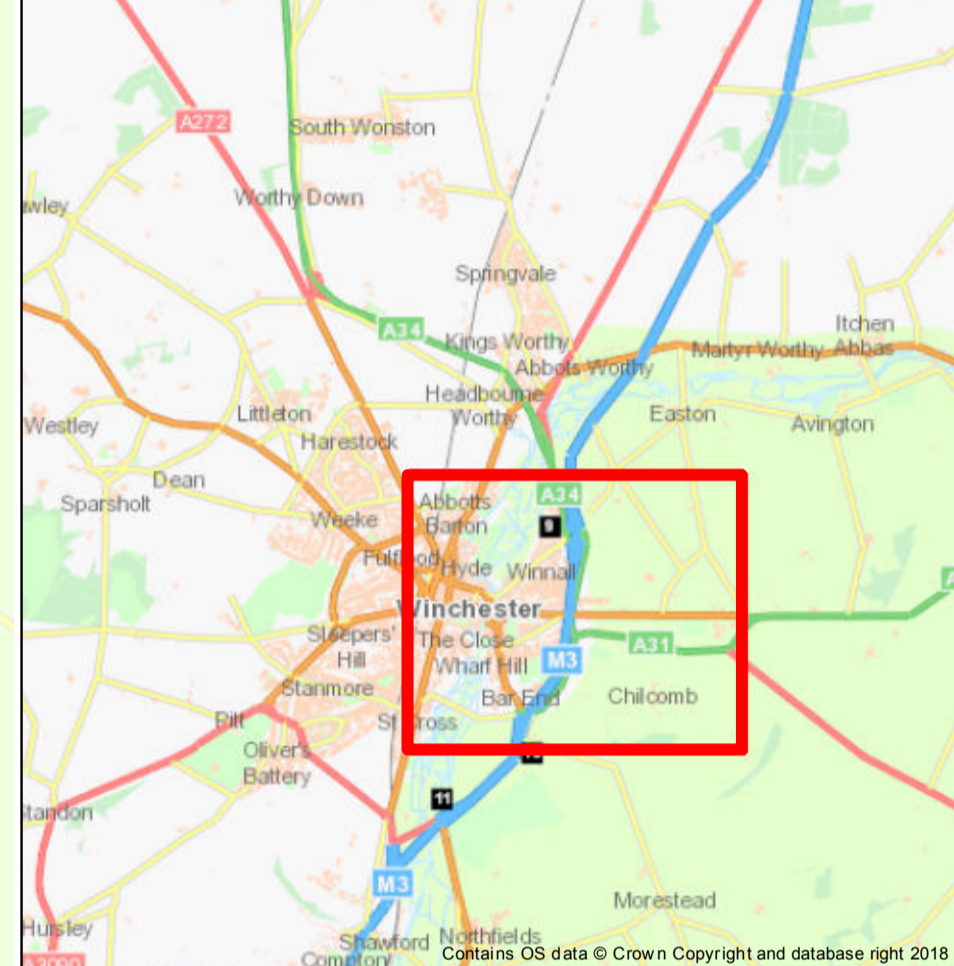 A272
South Wonston
Worthy Down
wley
Springvale
A34
Kings Worthy
Itchen
Abbas
Martyr Worthy
Abbots Worthy
Headbourne
Worthy
Easton
Avington
Littleton
Harestock
Westley
Dean
Sparsholt
Weeke
Abbotts
Barton
A34
9
Fulflood
Hyde
Winnall
Winchester
Sleepers'
Hill
The Close
A31
M3
Wharf Hill
Stanmore
Bar End
Chilcomb
Pitt
St Cross
Oliver's
Battery
11
Standon
M3
Morestead
Hursley
Shawford
Northfields
Compton
Contains OS data © Crown Copyright and database right 2018